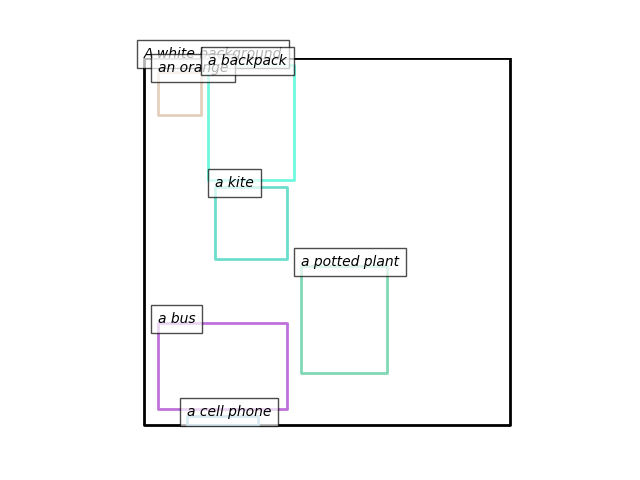 A white background
an orange
a backpack
a kite
a potted plant
a bus
a cell phone